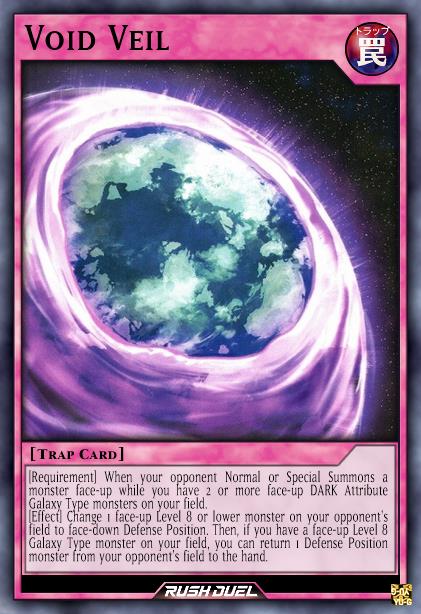 Void Veil
トラップ
罠
[Trap Card]
[Requirement] When your opponent Normal or Special Summons a
monster face-up while you have 2 or more face-up DARK Attribute
Galaxy Type monsters on your field.
[Effect] Change 1 face-up Level 8 or lower monster on your opponent's
field to face-down Defense Position. Then, if you have a face-up Level 8
Galaxy Type monster on your field, you can return 1 Defense Position
monster from your opponent's field to the hand.
RUSH DUEL